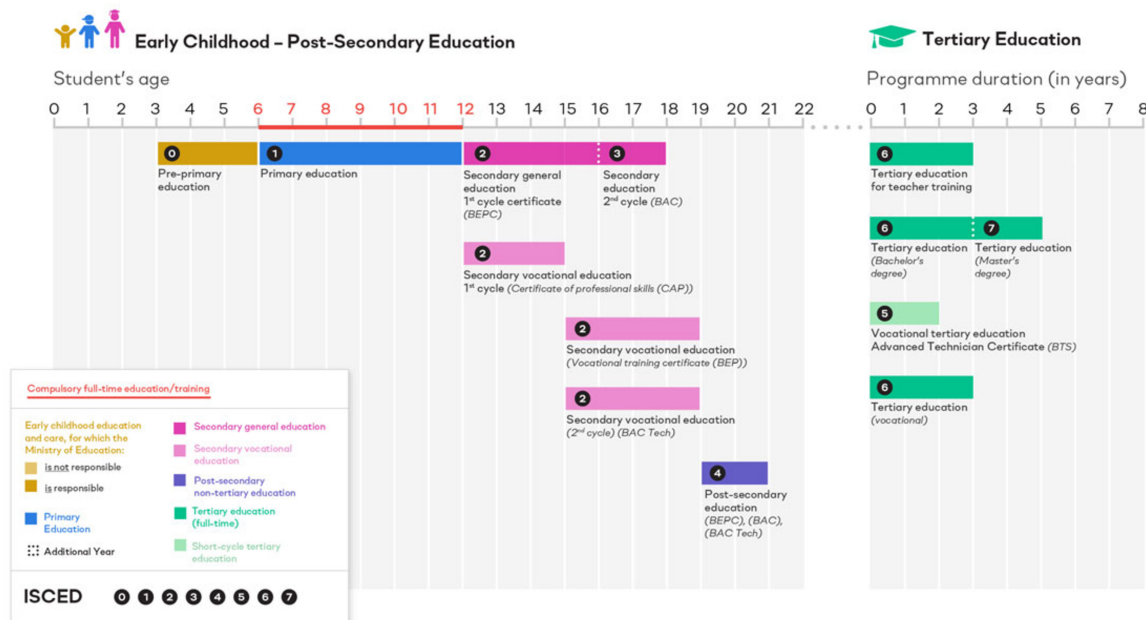 Early Childhood – Post-Secondary Education
Tertiary Education
Student's age
Programme duration (in years)
0 1 2 3 4 5 6 7 8 9 10 11 12 13 14 15 16 17 18 19 20 21 22
0 1 2 3 4 5 6 7 8
0
Pre-primary
education
1
Primary education
2
Secondary general
education
1st cycle certificate
(BEPC)
3
Secondary
education
2nd cycle (BAC)
2
Secondary vocational education
1st cycle (Certificate of professional skills (CAP))
2
Secondary vocational education
(Vocational training certificate (BEP))
2
Secondary vocational education
(2nd cycle) (BAC Tech)
4
Post-secondary
education
(BEPC), (BAC),
(BAC Tech)
6
Tertiary education
for teacher training
6
Tertiary education
(Bachelor's
degree)
7
Tertiary education
(Master's
degree)
5
Vocational tertiary education
Advanced Technician Certificate (BTS)
6
Tertiary education
(vocational)
Compulsory full-time education/training
Early childhood education
and care, for which the
Ministry of Education:
is not responsible
is responsible
Primary
Education
Additional Year
Secondary general education
Secondary vocational
education
Post-secondary
non-tertiary education
Tertiary education
(full-time)
Short-cycle tertiary
education
ISCED 0 1 2 3 4 5 6 7